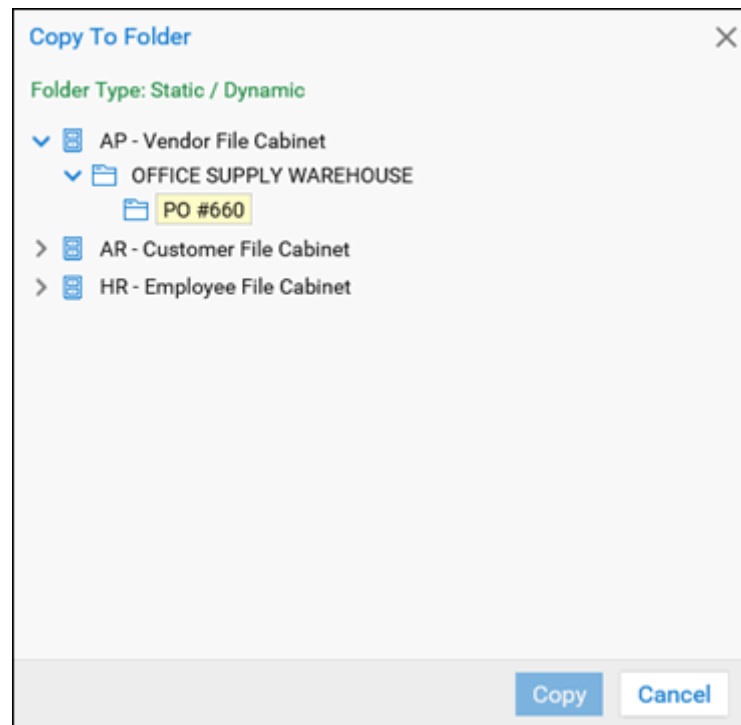 Copy To Folder
Folder Type: Static / Dynamic
AP - Vendor File Cabinet
OFFICE SUPPLY WAREHOUSE
PO #660
AR - Customer File Cabinet
HR - Employee File Cabinet
Copy Cancel